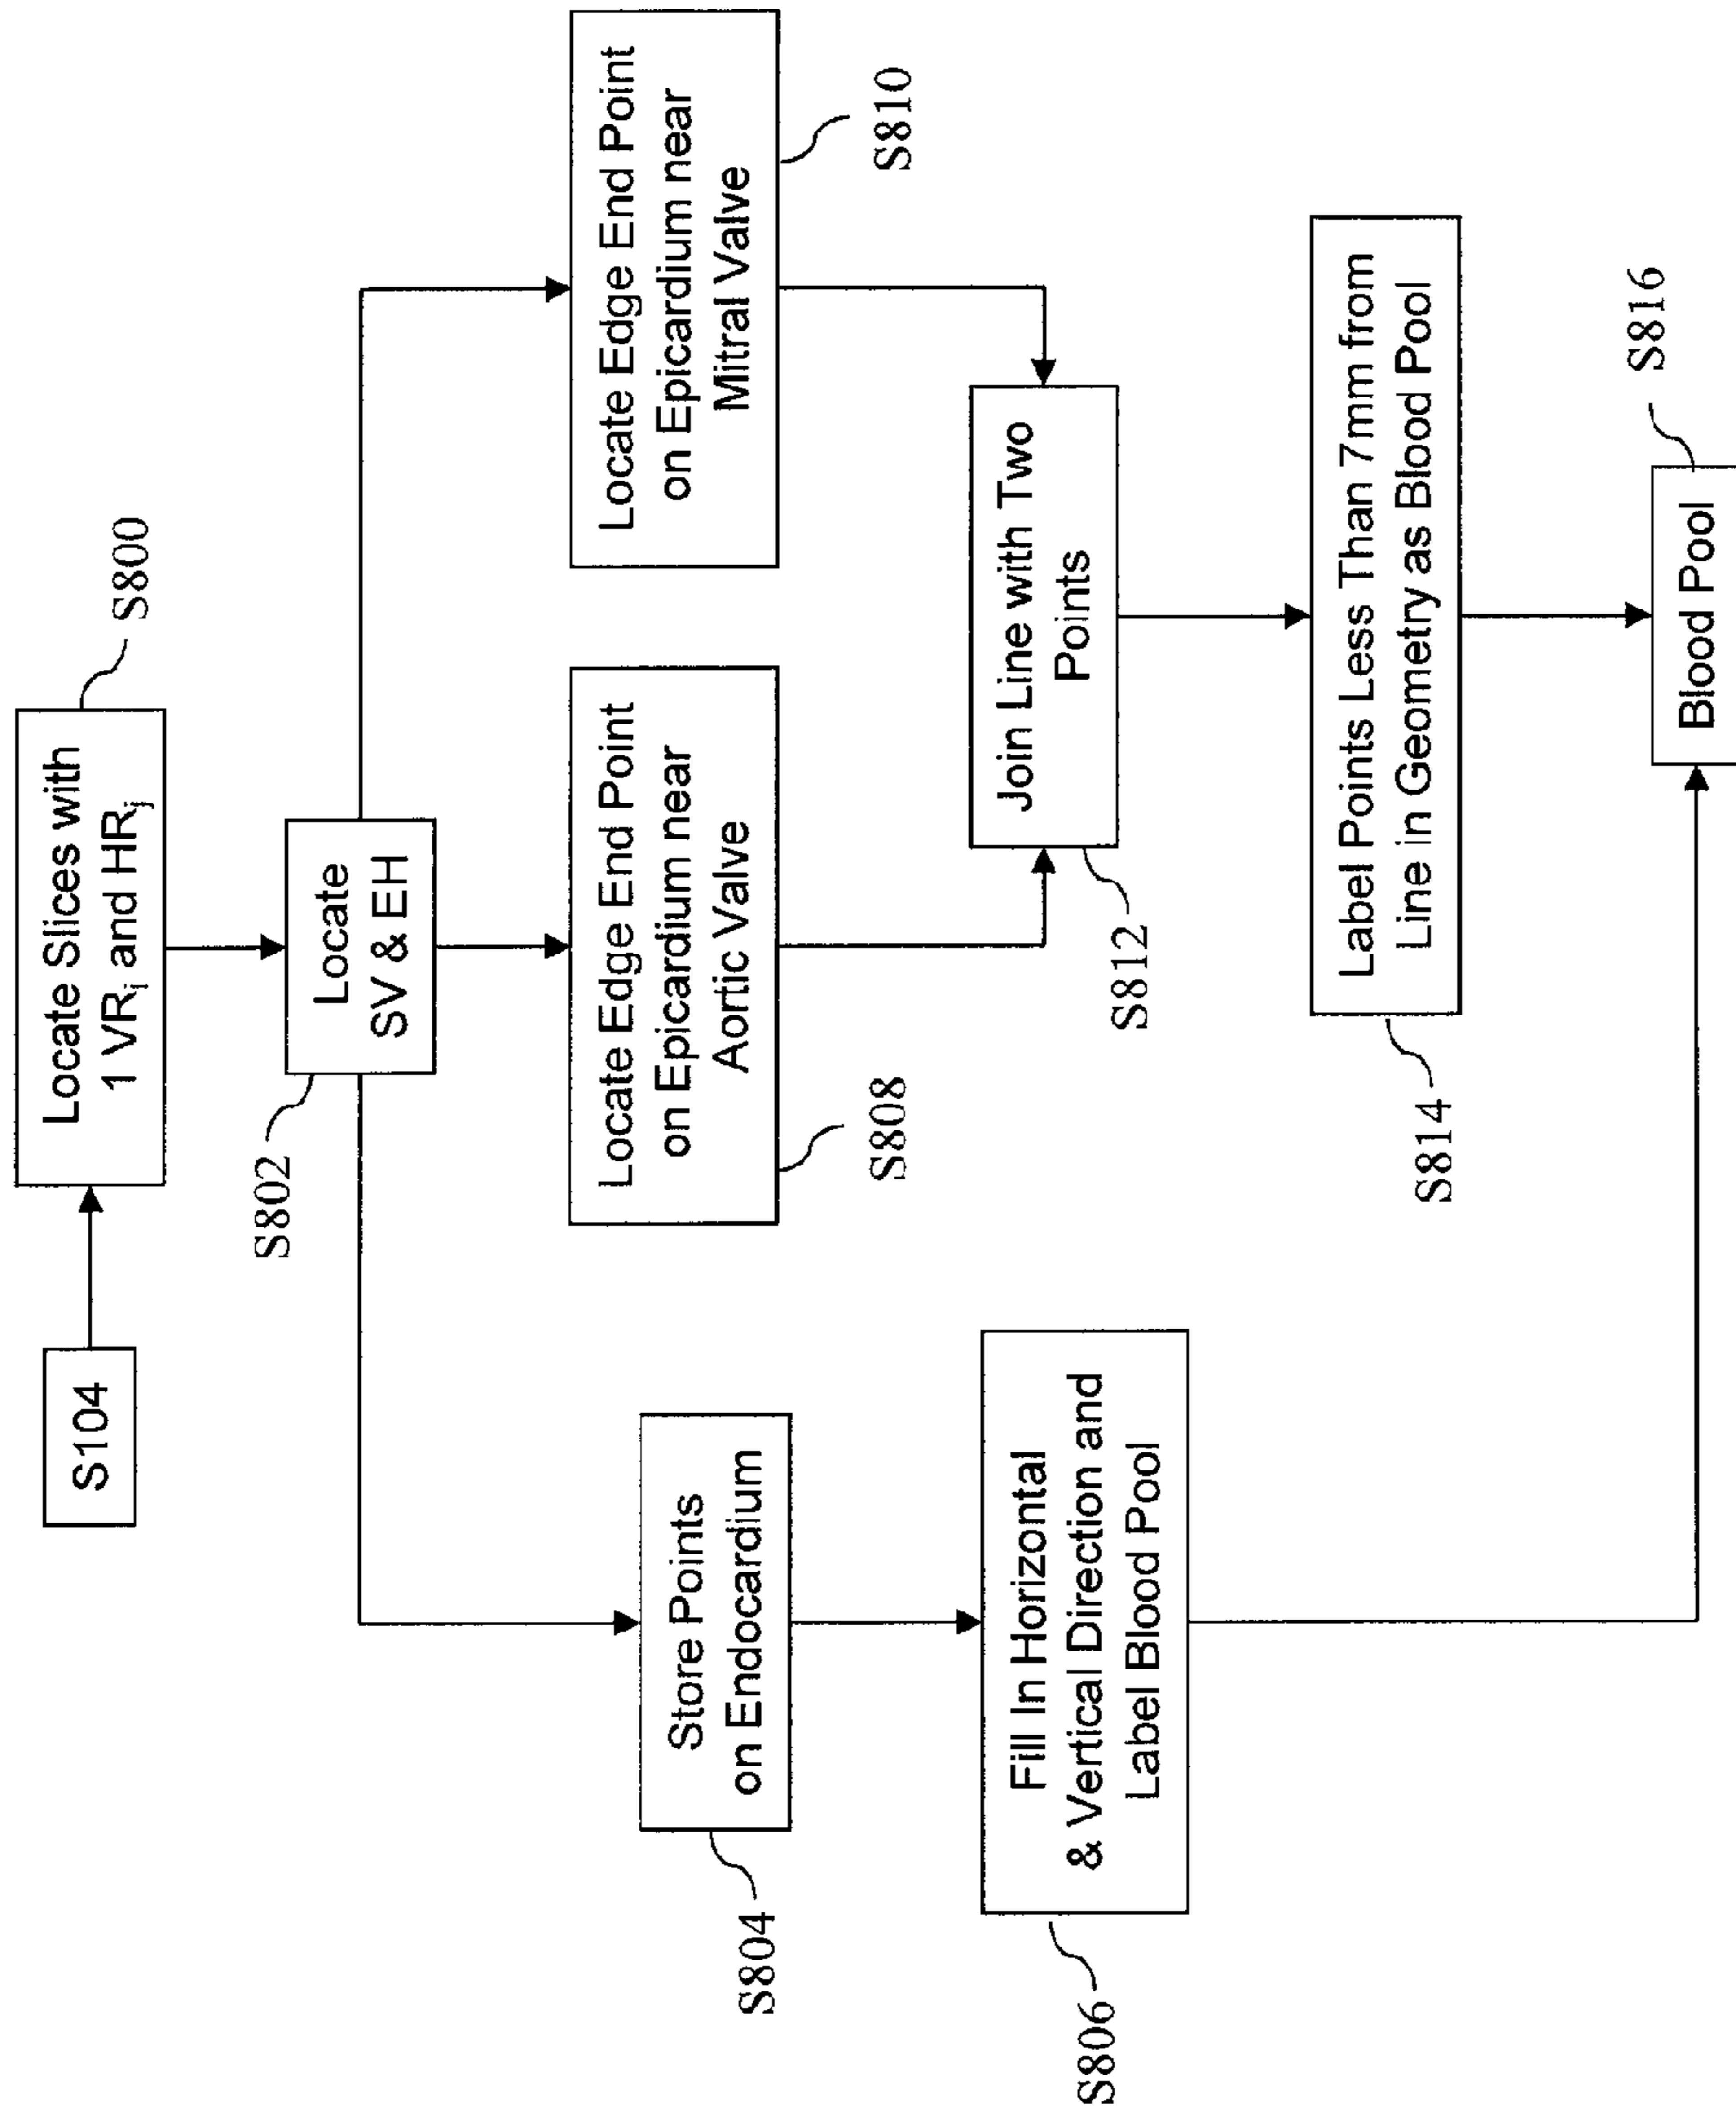 S104
Locate Slices with
1 VRi and HRj
S800
Locate
SV & EH
S802
Store Points
on Endocardium
S804
Locate Edge End Point
on Epicardium near
Aortic Valve
S808
Locate Edge End Point
on Epicardium near
Mitral Valve
S810
Fill In Horizontal
& Vertical Direction and
Label Blood Pool
S806
Join Line with Two
Points
S812
Label Points Less Than 7mm from
Line in Geometry as Blood Pool
S814
Blood Pool
S816